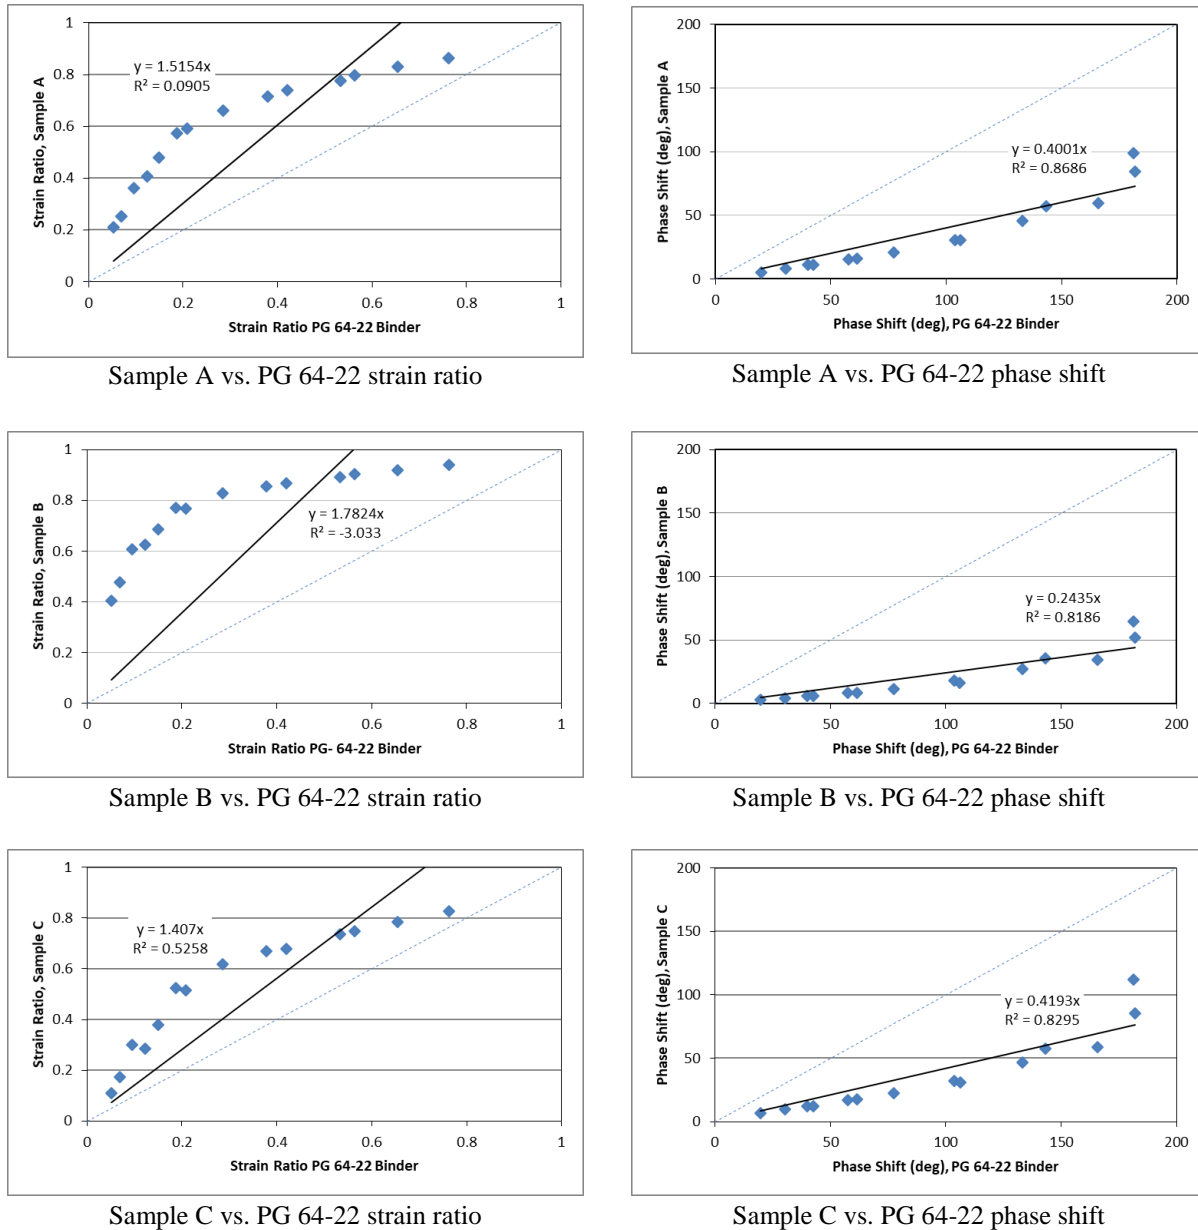 1
0.8
0.6
0.4
0.2
0
0
0.2
0.4
0.6
0.8
1
Strain Ratio, Sample A
y = 1.5154x
R² = 0.0905
Strain Ratio PG 64-22 Binder
Sample A vs. PG 64-22 strain ratio
200
150
100
50
0
0
50
100
150
200
Phase Shift (deg), Sample A
y = 0.4001x
R² = 0.8686
Phase Shift (deg), PG 64-22 Binder
Sample A vs. PG 64-22 phase shift
1
0.8
0.6
0.4
0.2
0
0
0.2
0.4
0.6
0.8
1
Strain Ratio, Sample B
y = 1.7824x
R² = -3.033
Strain Ratio PG- 64-22 Binder
Sample B vs. PG 64-22 strain ratio
200
150
100
50
0
0
50
100
150
200
Phase Shift (deg), Sample B
y = 0.2435x
R² = 0.8186
Phase Shift (deg), PG 64-22 Binder
Sample B vs. PG 64-22 phase shift
1
0.8
0.6
0.4
0.2
0
0
0.2
0.4
0.6
0.8
1
Strain Ratio, Sample C
y = 1.407x
R² = 0.5258
Strain Ratio PG 64-22 Binder
Sample C vs. PG 64-22 strain ratio
200
150
100
50
0
0
50
100
150
200
Phase Shift (deg), Sample C
y = 0.4193x
R² = 0.8295
Phase Shift (deg), PG 64-22 Binder
Sample C vs. PG 64-22 phase shift